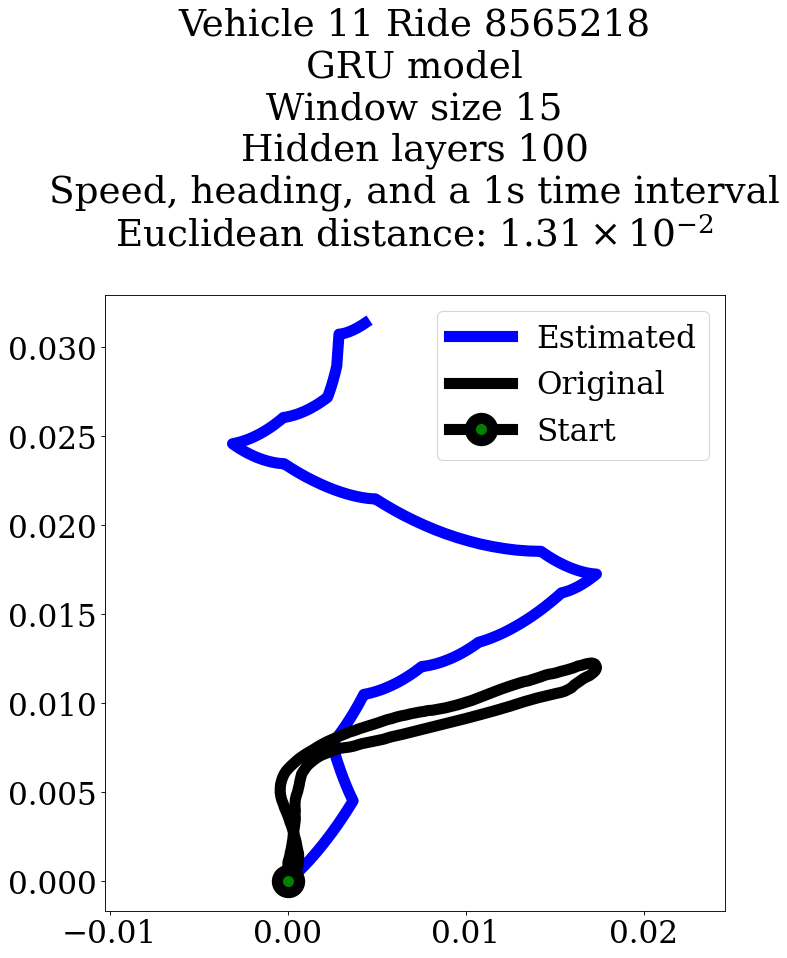 Vehicle 11 Ride 8565218
GRU model
Window size 15
Hidden layers 100
Speed, heading, and a 1s time interval
Euclidean distance: 1.31 × 10⁻²
Estimated
Original
Start
0.030
0.025
0.020
0.015
0.010
0.005
0.000
−0.01 0.00 0.01 0.02